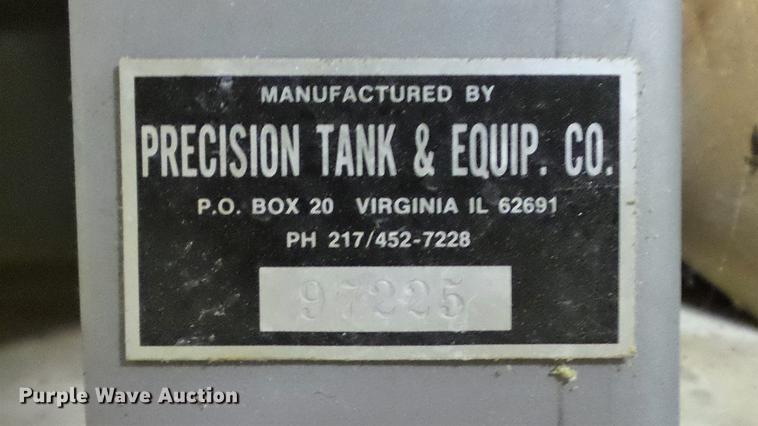 MANUFACTURED BY
PRECISION TANK & EQUIP. CO.
P.O. BOX 20 VIRGINIA IL 62691
PH 217/452-7228
97225
Purple Wave Auction